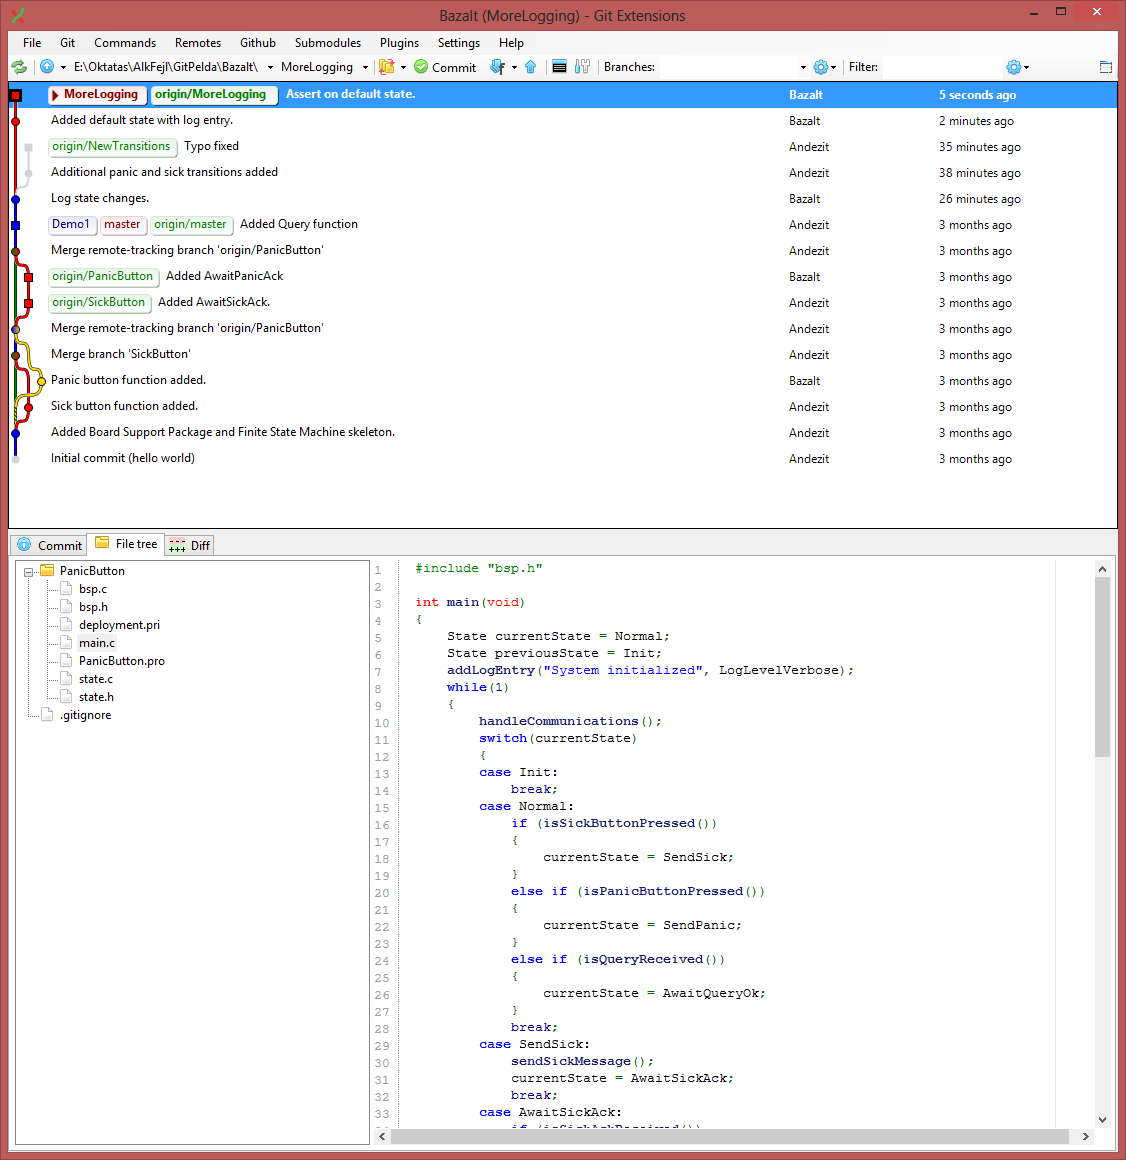 Bazalt (MoreLogging) - Git Extensions
File Git Commands Remotes Github Submodules Plugins Settings Help
E:\Oktatas\AlkFejl\GitPelda\Bazalt\ MoreLogging Commit Branches: Filter:
MoreLogging origin/MoreLogging Assert on default state. Bazalt 5 seconds ago
Added default state with log entry. Bazalt 2 minutes ago
origin/NewTransitions Typo fixed Andezit 35 minutes ago
Additional panic and sick transitions added Andezit 38 minutes ago
Log state changes. Bazalt 26 minutes ago
Demo1 master origin/master Added Query function Andezit 3 months ago
Merge remote-tracking branch 'origin/PanicButton' Andezit 3 months ago
origin/PanicButton Added AwaitPanicAck Bazalt 3 months ago
origin/SickButton Added AwaitSickAck. Andezit 3 months ago
Merge remote-tracking branch 'origin/PanicButton' Andezit 3 months ago
Merge branch 'SickButton' Andezit 3 months ago
Panic button function added. Bazalt 3 months ago
Sick button function added. Andezit 3 months ago
Added Board Support Package and Finite State Machine skeleton. Andezit 3 months ago
Initial commit (hello world) Andezit 3 months ago
Commit File tree Diff
PanicButton
bsp.c
bsp.h
deployment.pri
main.c
PanicButton.pro
state.c
state.h
.gitignore
1 #include "bsp.h"
2
3 int main(void)
4 {
5 State currentState = Normal;
6 State previousState = Init;
7 addLogEntry("System initialized", LogLevelVerbose);
8 while(1)
9 {
10 handleCommunications();
11 switch(currentState)
12 {
13 case Init:
14 break;
15 case Normal:
16 if (isSickButtonPressed())
17 {
18 currentState = SendSick;
19 }
20 else if (isPanicButtonPressed())
21 {
22 currentState = SendPanic;
23 }
24 else if (isQueryReceived())
25 {
26 currentState = AwaitQueryOk;
27 }
28 break;
29 case SendSick:
30 sendSickMessage();
31 currentState = AwaitSickAck;
32 break;
33 case AwaitSickAck:
if (isSickAckReceived())